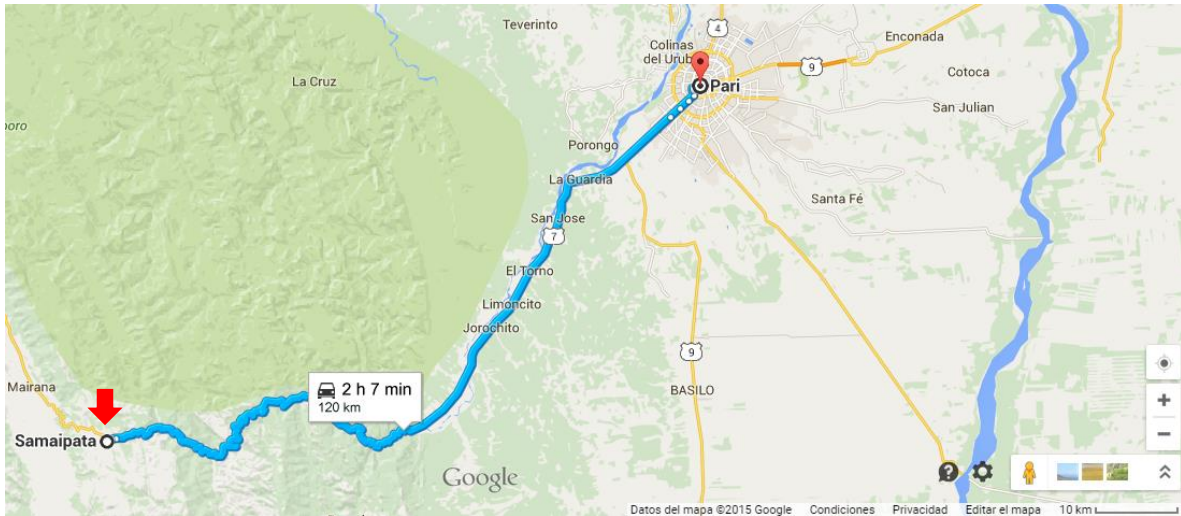 Teverinto
4
Colinas
del Urub
Enconada
9
Cotoca
La Cruz
Pari
oro
San Julian
Porongo
La Guardia
Santa Fé
San Jose
7
El Torno
Limoncito
Jorochito
9
2 h 7 min
120 km
Mairana
BASILO
Samaipata
Google
Datos del mapa ©2015 Google Condiciones Privacidad Editar el mapa 10 km